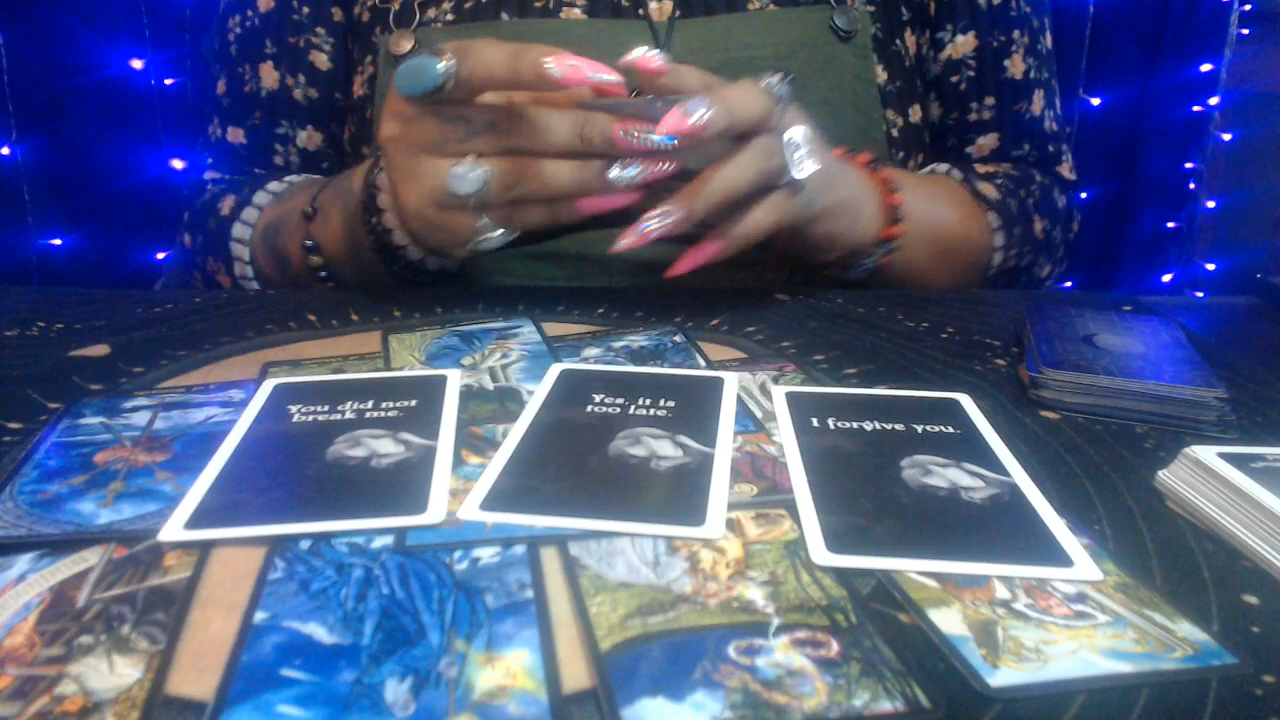 You did not
break me.
Yes, it is
too late.
I forgive you.